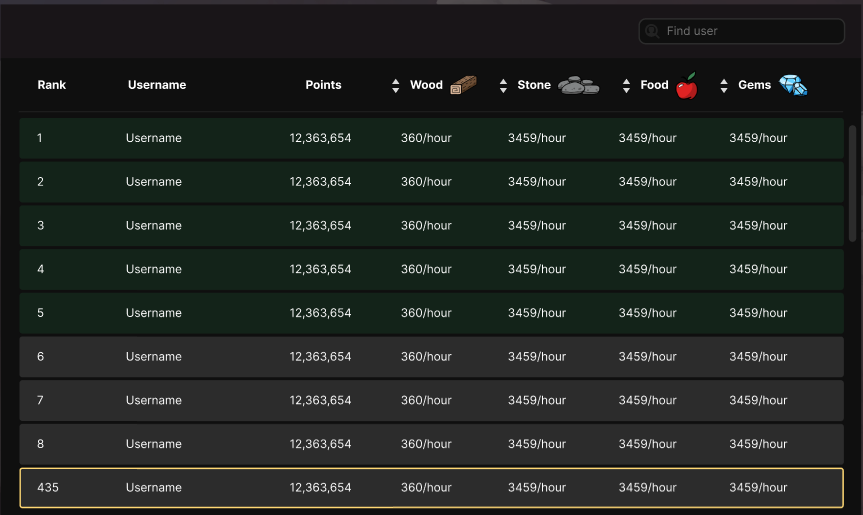 Find user
Rank Username Points Wood Stone Food Gems
1 Username 12,363,654 360/hour 3459/hour 3459/hour 3459/hour
2 Username 12,363,654 360/hour 3459/hour 3459/hour 3459/hour
3 Username 12,363,654 360/hour 3459/hour 3459/hour 3459/hour
4 Username 12,363,654 360/hour 3459/hour 3459/hour 3459/hour
5 Username 12,363,654 360/hour 3459/hour 3459/hour 3459/hour
6 Username 12,363,654 360/hour 3459/hour 3459/hour 3459/hour
7 Username 12,363,654 360/hour 3459/hour 3459/hour 3459/hour
8 Username 12,363,654 360/hour 3459/hour 3459/hour 3459/hour
435 Username 12,363,654 360/hour 3459/hour 3459/hour 3459/hour